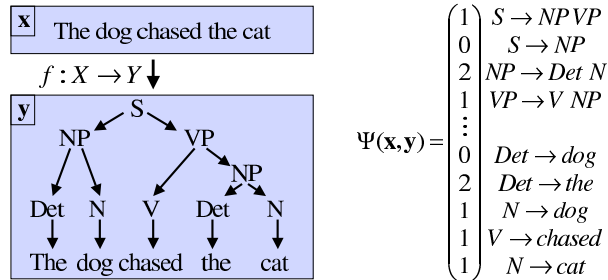 x
The dog chased the cat
f : X → Y
y
S
NP VP
NP
Det N V Det N
The dog chased the cat
Ψ(x,y) =
1 S → NP VP
0 S → NP
2 NP → Det N
1 VP → V NP
⋮
0 Det → dog
2 Det → the
1 N → dog
1 V → chased
1 N → cat